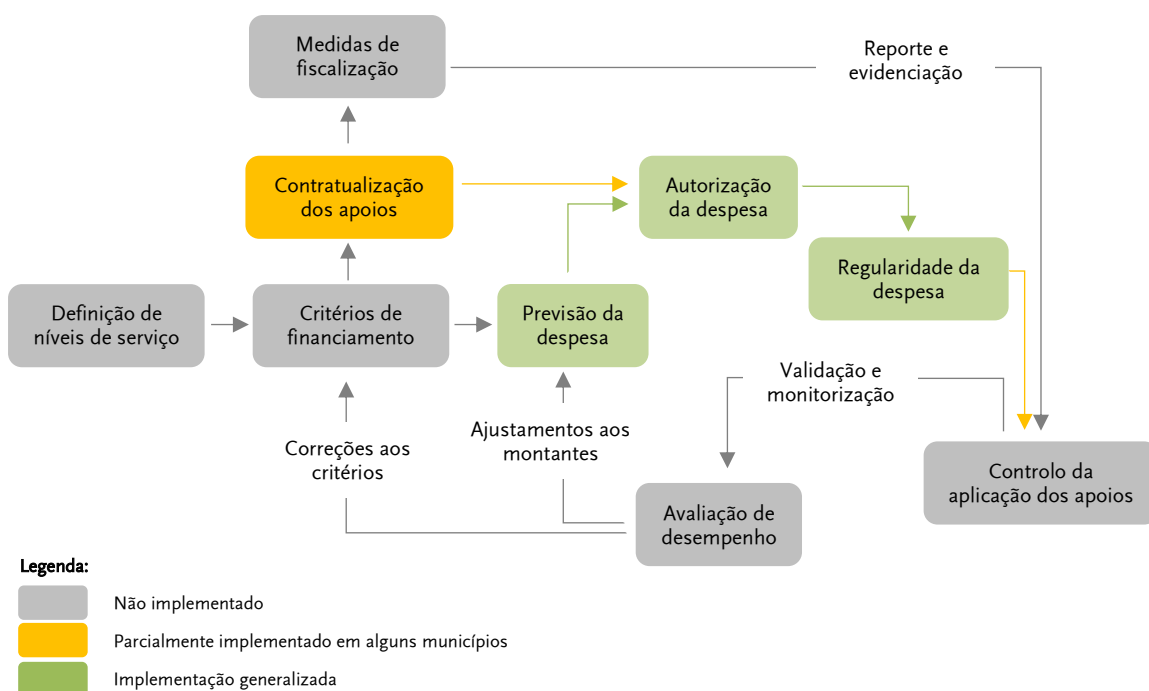 Medidas de
fiscalização
Reporte e
evidenciação
Contratualização
dos apoios
Autorização
da despesa
Regularidade da
despesa
Definição de
níveis de serviço
Critérios de
financiamento
Previsão da
despesa
Validação e
monitorização
Correções aos
critérios
Ajustamentos aos
montantes
Controlo da
aplicação dos apoios
Avaliação de
desempenho
Legenda:
Não implementado
Parcialmente implementado em alguns municípios
Implementação generalizada